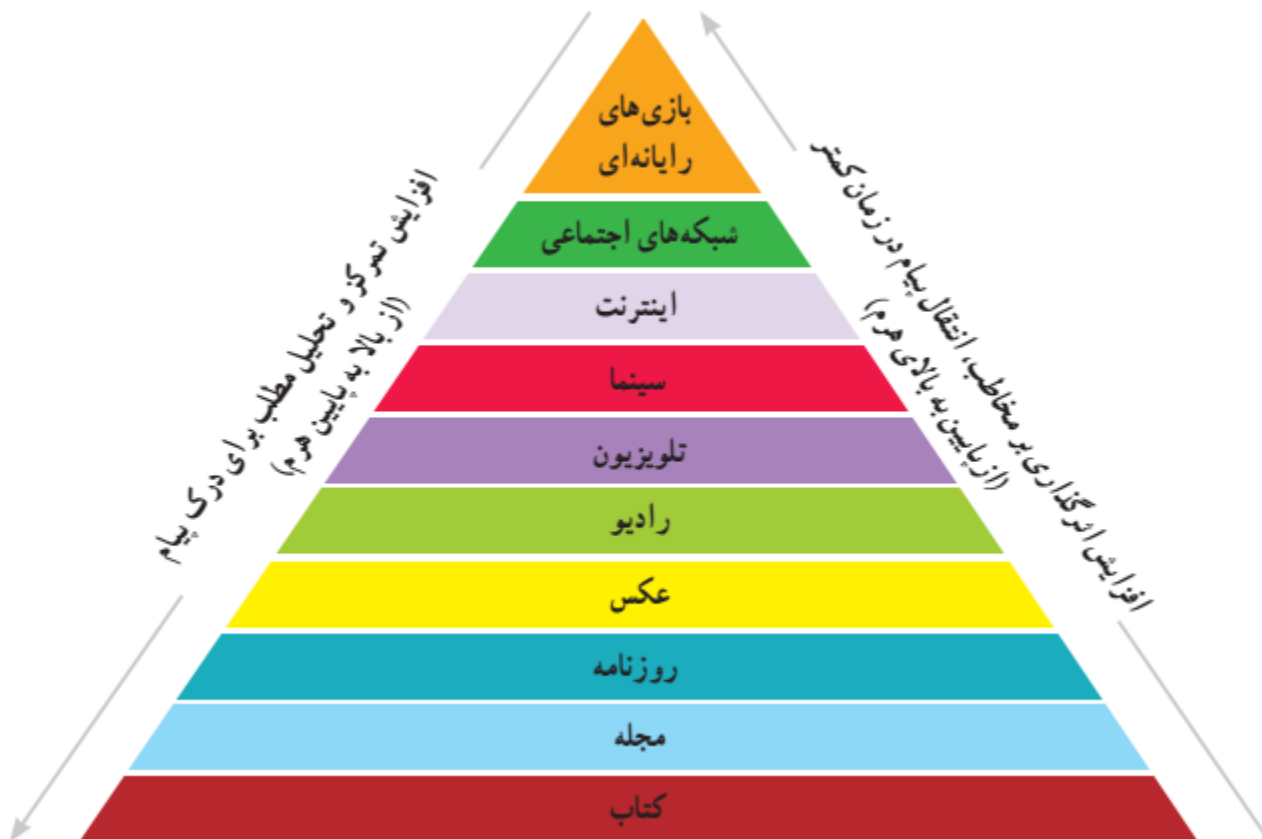 بازی‌های
رایانه‌ای
شبکه‌های اجتماعی
اینترنت
سینما
تلویزیون
رادیو
عکس
روزنامه
مجله
کتاب
افزایش اثرگذاری بر مخاطب، انتقال پیام در زمان کمتر
(از پایین به بالای هرم)
افزایش تمرکز و تحلیل مطلب برای درک پیام
(از بالا به پایین هرم)